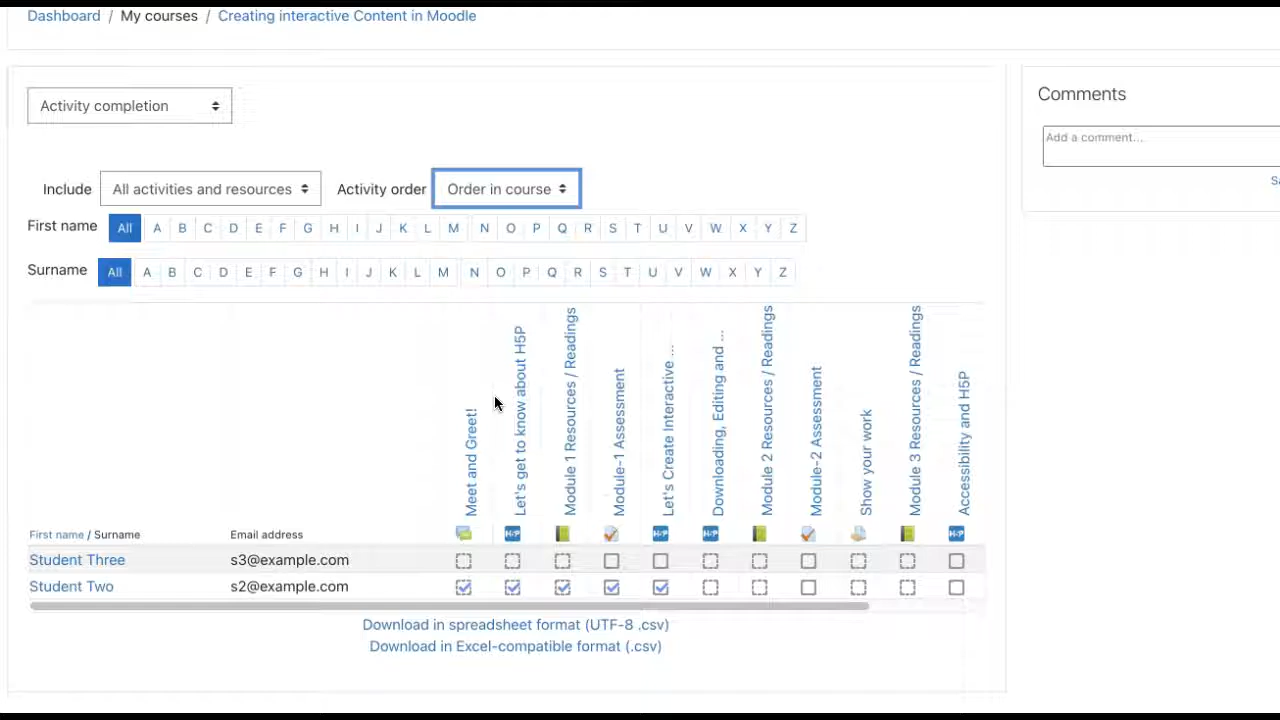 Dashboard / My courses / Creating interactive Content in Moodle
Activity completion
Comments
Add a comment...
Include All activities and resources Activity order Order in course
First name All A B C D E F G H I J K L M N O P Q R S T U V W X Y Z
Surname All A B C D E F G H I J K L M N O P Q R S T U V W X Y Z
Meet and Greet!
Let's get to know about H5P
Module 1 Resources / Readings
Module-1 Assessment
Let's Create Interactive ...
Downloading, Editing and ...
Module 2 Resources / Readings
Module-2 Assessment
Show your work
Module 3 Resources / Readings
Accessibility and H5P
First name / Surname Email address
Student Three s3@example.com
Student Two s2@example.com
Download in spreadsheet format (UTF-8 .csv)
Download in Excel-compatible format (.csv)